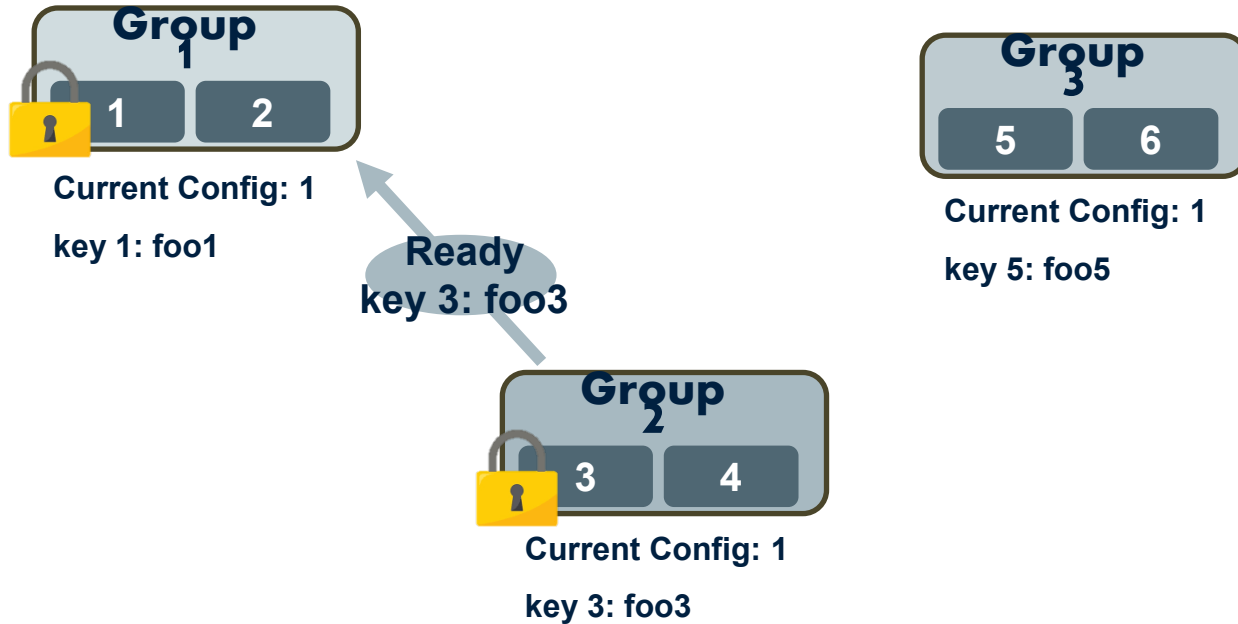 Group
1
1 2
Current Config: 1
key 1: foo1
Group
3
5 6
Current Config: 1
key 5: foo5
Ready
key 3: foo3
Group
2
3 4
Current Config: 1
key 3: foo3